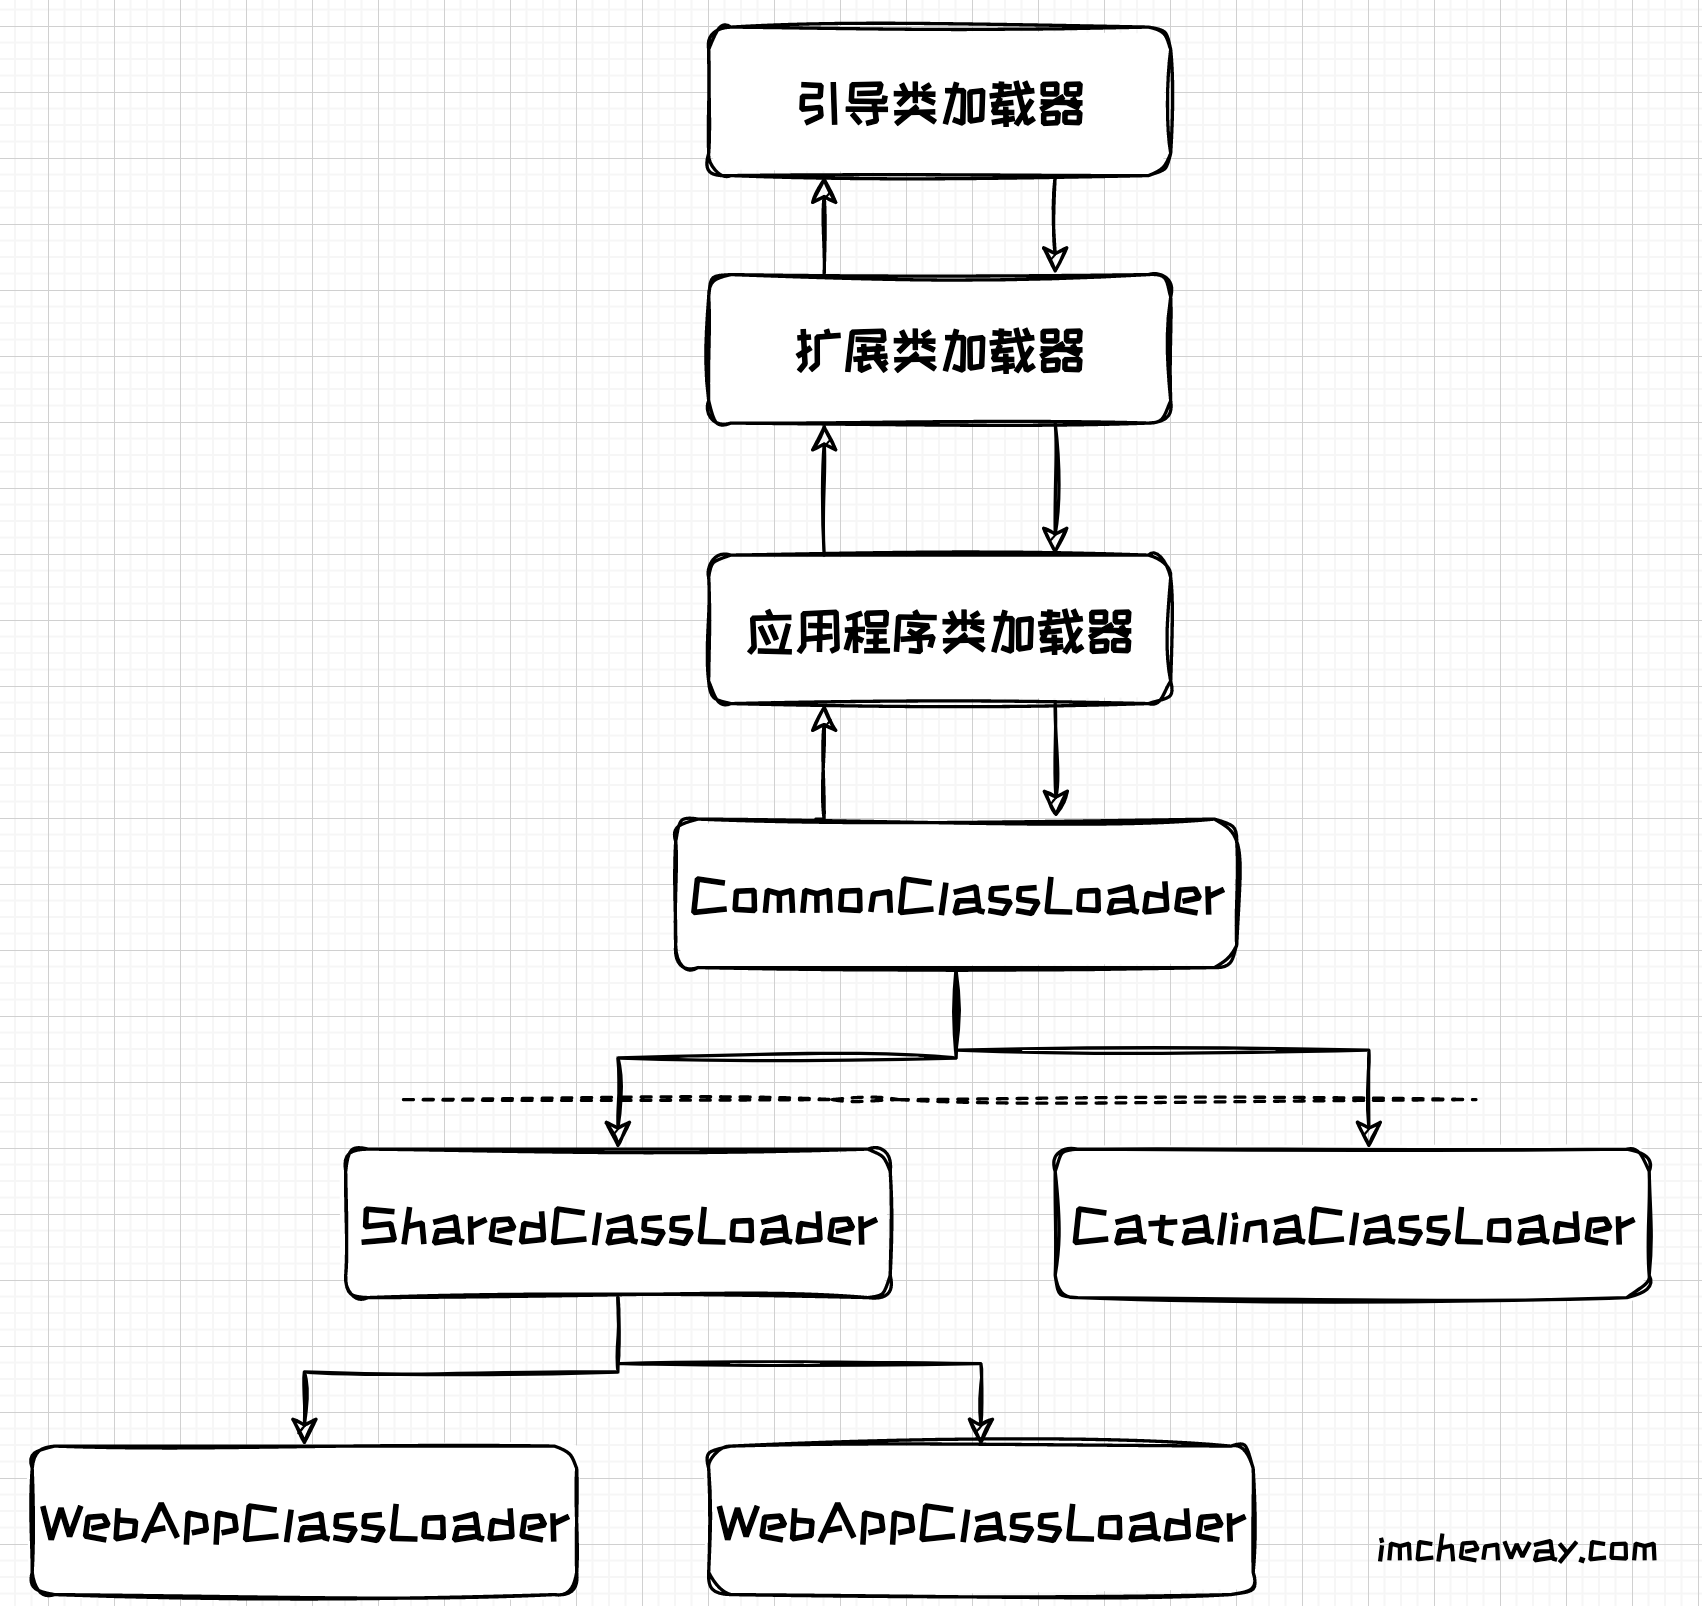 引导类加载器
扩展类加载器
应用程序类加载器
CommonClassLoader
SharedClassLoader
CatalinaClassLoader
WebAppClassLoader
WebAppClassLoader
imchenway.com